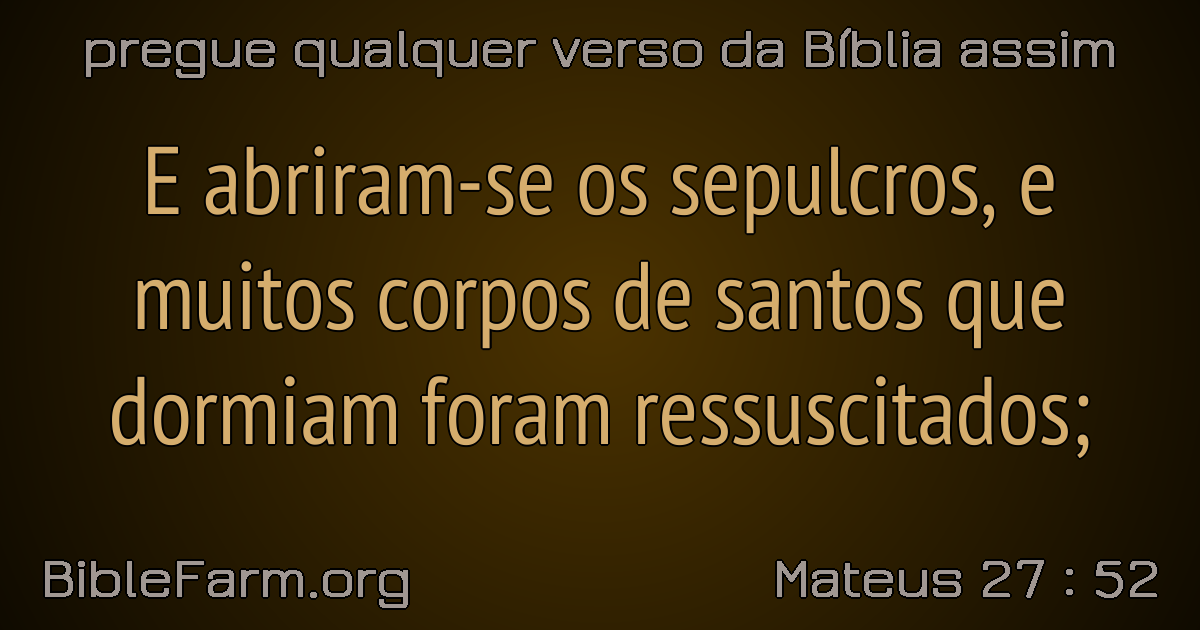 pregue qualquer verso da Bíblia assim
E abriram-se os sepulcros, e
muitos corpos de santos que
dormiam foram ressuscitados;
BibleFarm.org
Mateus 27 : 52